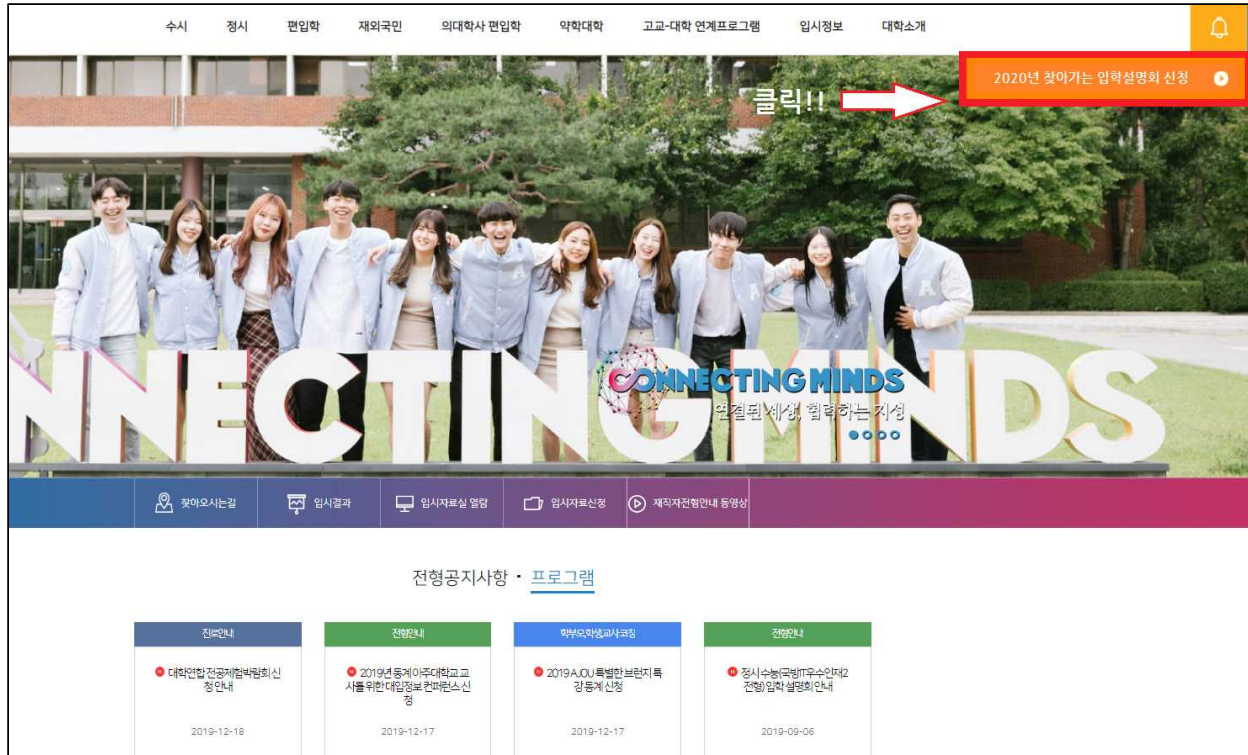 수시 정시 편입학 재외국민 의대학사 편입학 약학대학 고교-대학 연계프로그램 입시정보 대학소개
2020년 찾아가는 입학설명회 신청
클릭!!
A
A
NNECTING MINDS
CONNECTING MINDS
연결된 세상, 협력하는 지성
찾아오시는길 입시결과 입시자료실 열람 입시자료신청 재직자전형안내 동영상
전형공지사항 · 프로그램
진로안내
대학연합 전공체험박람회 신
청 안내
2019-12-18
전형안내
2019년 동계 아주대학교 교
사를 위한 대입정보 컨퍼런스 신
청
2019-12-17
학부모,학생,교사 코칭
2019 AJOU 특별한 브런치 특
강 동계 신청
2019-12-17
전형안내
정시 수능(국방IT우수인재2
전형) 입학 설명회 안내
2019-09-06